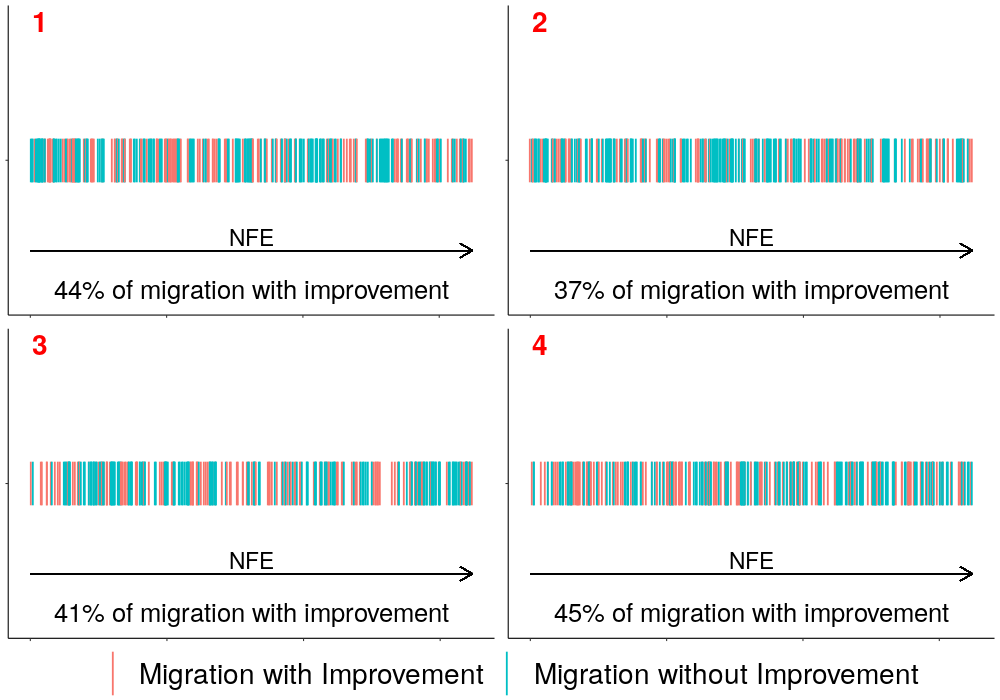 1
NFE
44% of migration with improvement
2
NFE
37% of migration with improvement
3
NFE
41% of migration with improvement
4
NFE
45% of migration with improvement
Migration with Improvement
Migration without Improvement